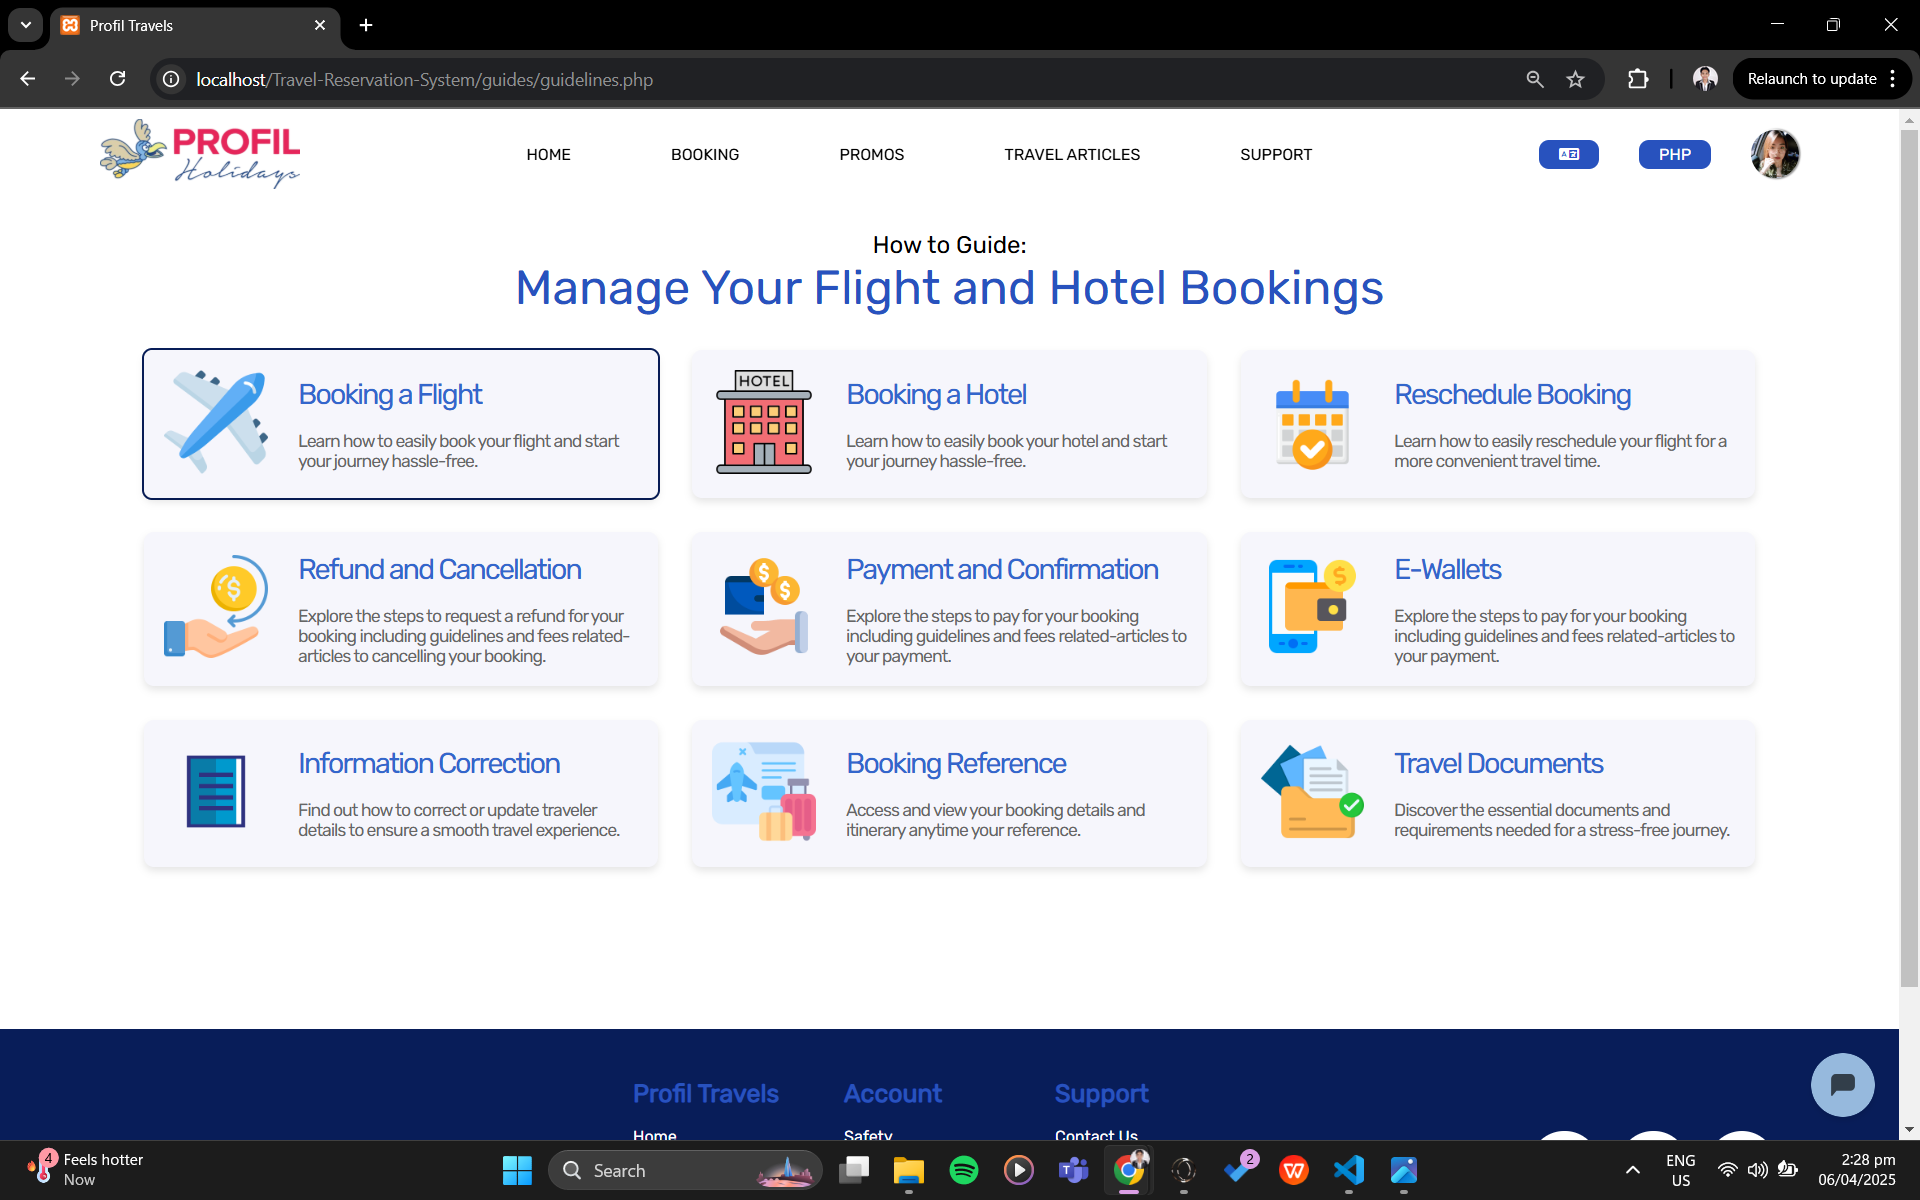 Profil Travels
localhost/Travel-Reservation-System/guides/guidelines.php
Relaunch to update
PROFIL
Holidays
HOME
BOOKING
PROMOS
TRAVEL ARTICLES
SUPPORT
PHP
How to Guide:
Manage Your Flight and Hotel Bookings
Booking a Flight
Learn how to easily book your flight and start
your journey hassle-free.
HOTEL
Booking a Hotel
Learn how to easily book your hotel and start
your journey hassle-free.
Reschedule Booking
Learn how to easily reschedule your flight for a
more convenient travel time.
Refund and Cancellation
Explore the steps to request a refund for your
booking including guidelines and fees related-
articles to cancelling your booking.
Payment and Confirmation
Explore the steps to pay for your booking
including guidelines and fees related-articles to
your payment.
E-Wallets
Explore the steps to pay for your booking
including guidelines and fees related-articles to
your payment.
Information Correction
Find out how to correct or update traveler
details to ensure a smooth travel experience.
Booking Reference
Access and view your booking details and
itinerary anytime your reference.
Travel Documents
Discover the essential documents and
requirements needed for a stress-free journey.
Profil Travels
Account
Support
Home
Safety
Contact Us
4
Feels hotter
Now
Search
2
ENG
US
2:28 pm
06/04/2025